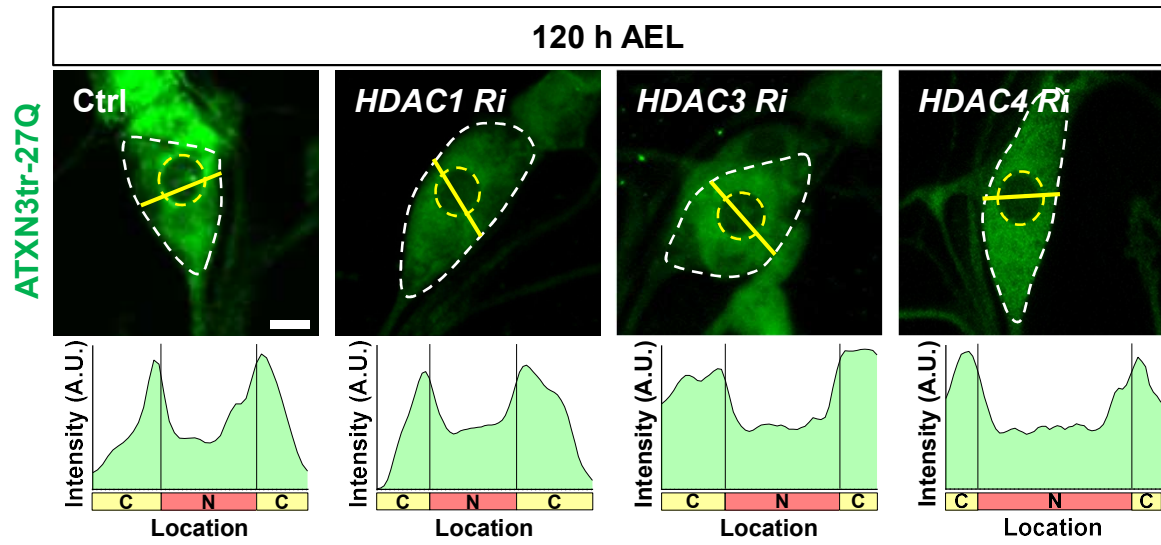 120 h AEL
ATXN3tr-27Q
Ctrl
HDAC1 Ri
HDAC3 Ri
HDAC4 Ri
Intensity (A.U.)
C N C
Location
Intensity (A.U.)
C N C
Location
Intensity (A.U.)
C N C
Location
Intensity (A.U.)
C N C
Location